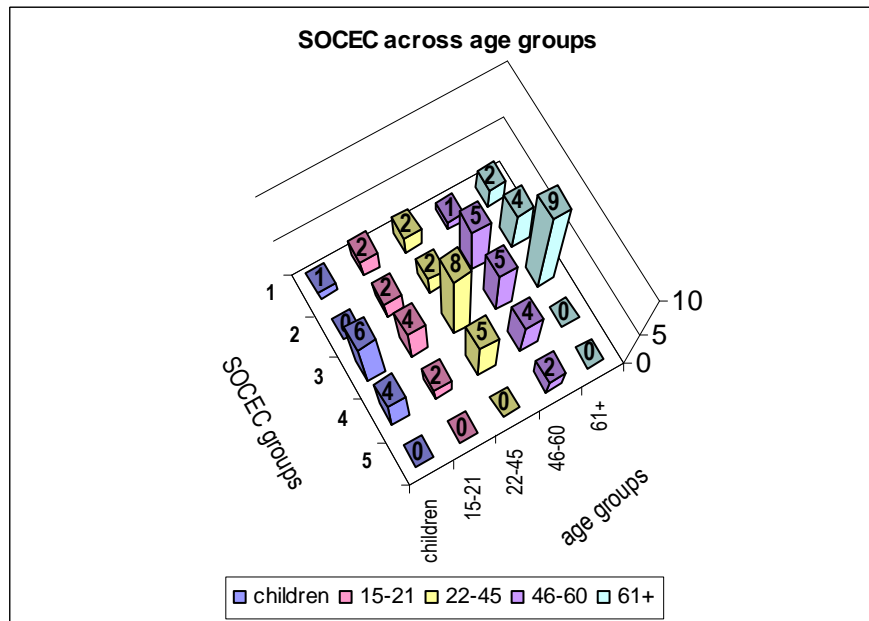 SOCEC across age groups
1 2 2 1 2
0 2 2 5 4
6 4 8 5 9
4 2 5 4 0
0 0 0 2 0
1
2
3
4
5
SOCEC groups
children
15-21
22-45
46-60
61+
age groups
10
5
0
children 15-21 22-45 46-60 61+